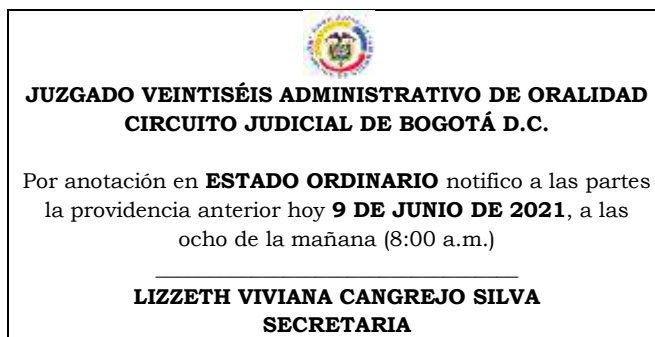 JUZGADO VEINTISÉIS ADMINISTRATIVO DE ORALIDAD
CIRCUITO JUDICIAL DE BOGOTÁ D.C.
Por anotación en ESTADO ORDINARIO notifico a las partes
la providencia anterior hoy 9 DE JUNIO DE 2021, a las
ocho de la mañana (8:00 a.m.)
LIZZETH VIVIANA CANGREJO SILVA
SECRETARIA